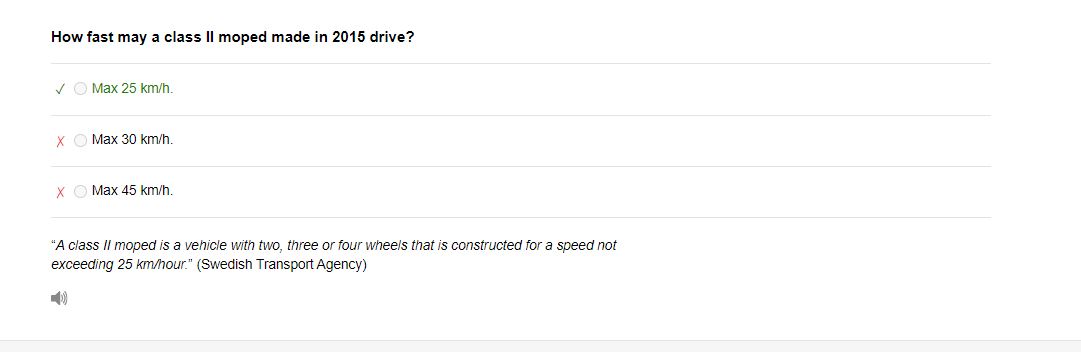 How fast may a class II moped made in 2015 drive?
✓ Max 25 km/h.
X Max 30 km/h.
X Max 45 km/h.
“A class II moped is a vehicle with two, three or four wheels that is constructed for a speed not
exceeding 25 km/hour.” (Swedish Transport Agency)